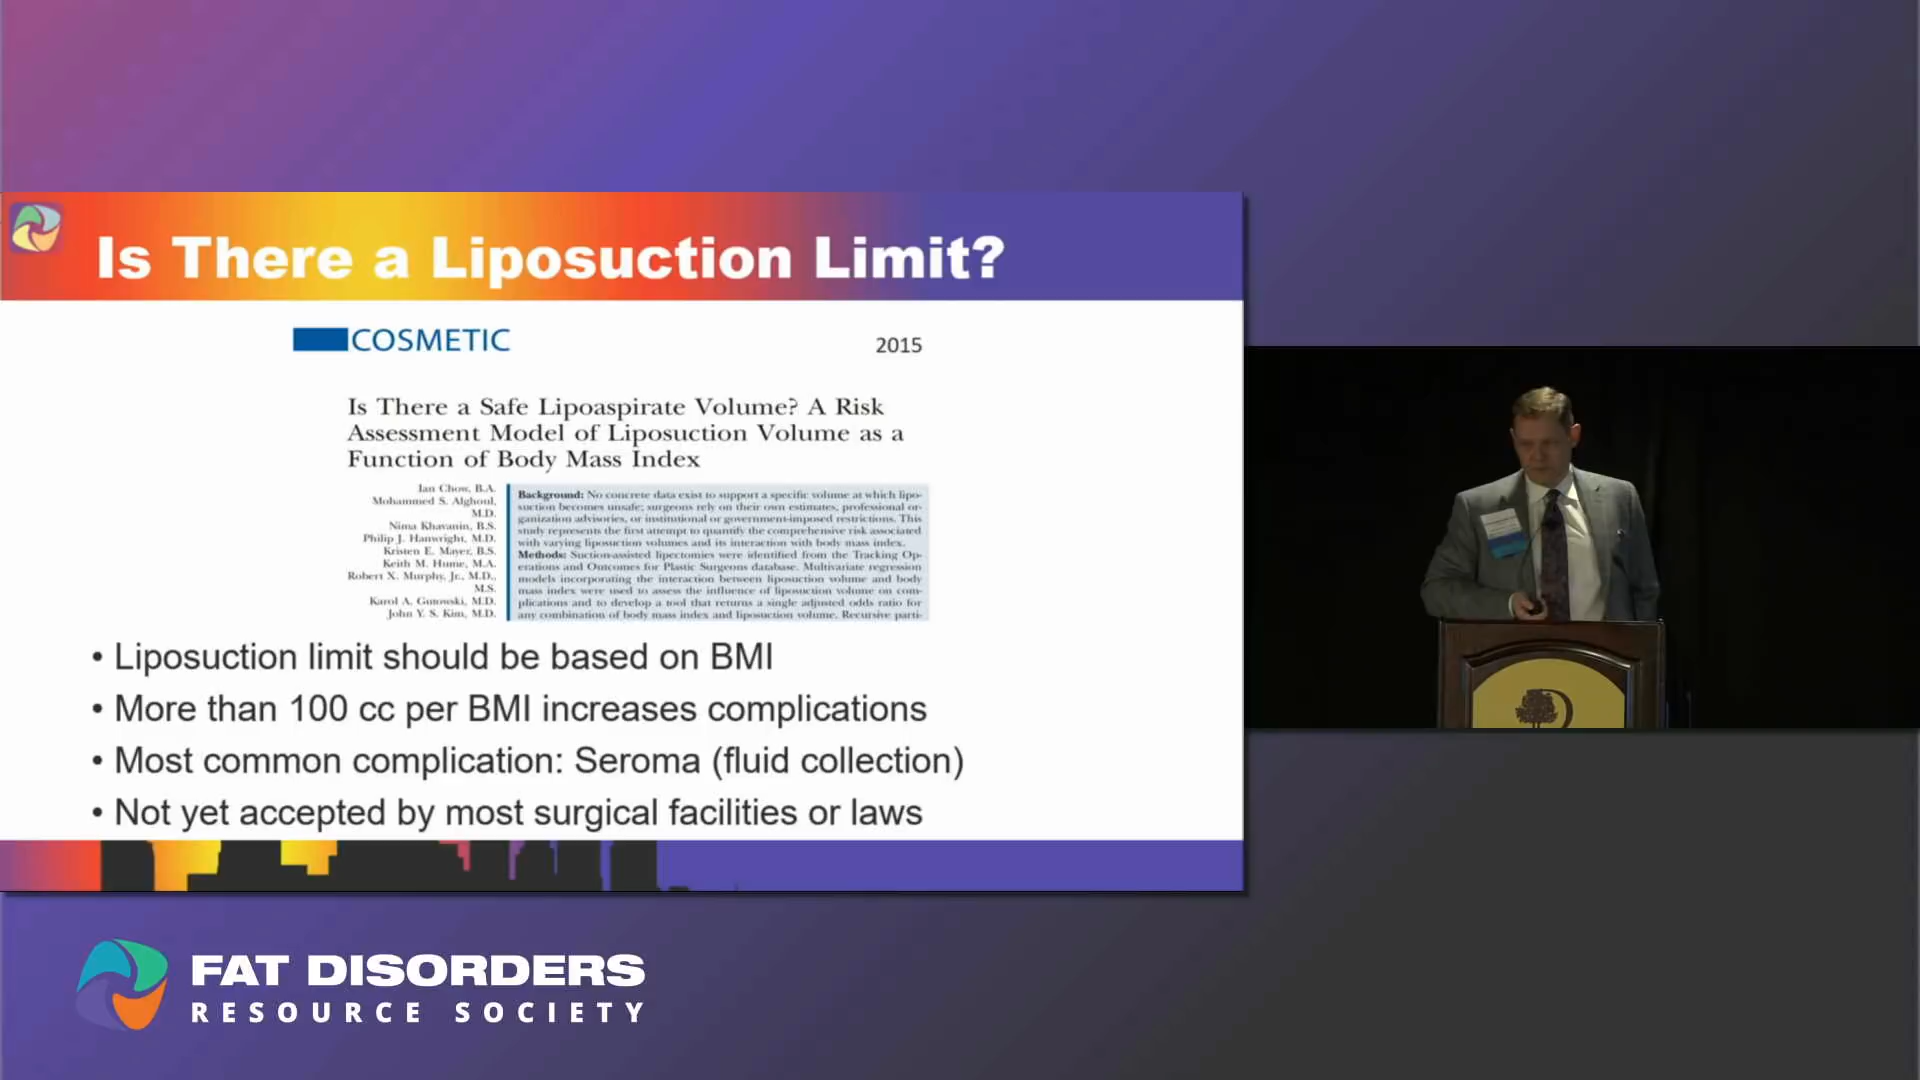 Is There a Liposuction Limit?
COSMETIC
2015
Is There a Safe Lipoaspirate Volume? A Risk
Assessment Model of Liposuction Volume as a
Function of Body Mass Index
Ian Chow, B.A.
Mohammed S. Alghoul,
M.D.
Nima Khavanin, B.S.
Philip J. Hanwright, M.D.
Kristen E. Mayer, B.S.
Keith M. Hume, M.A.
Robert X. Murphy, Jr., M.D.,
M.S.
Karol A. Gutowski, M.D.
John Y. S. Kim, M.D.
Background: No concrete data exist to support a specific volume at which lipo-
suction becomes unsafe; surgeons rely on their own estimates, professional or-
ganization advisories, or institutional or government-imposed restrictions. This
study represents the first attempt to quantify the comprehensive risk associated
with varying liposuction volumes and its interaction with body mass index.
Methods: Suction-assisted lipectomies were identified from the Tracking Op-
erations and Outcomes for Plastic Surgeons database. Multivariate regression
models incorporating the interaction between liposuction volume and body
mass index were used to assess the influence of liposuction volume on com-
plications and to develop a tool that returns a single adjusted odds ratio for
any combination of body mass index and liposuction volume. Recursive parti-
• Liposuction limit should be based on BMI
• More than 100 cc per BMI increases complications
• Most common complication: Seroma (fluid collection)
• Not yet accepted by most surgical facilities or laws
FAT DISORDERS
RESOURCE SOCIETY